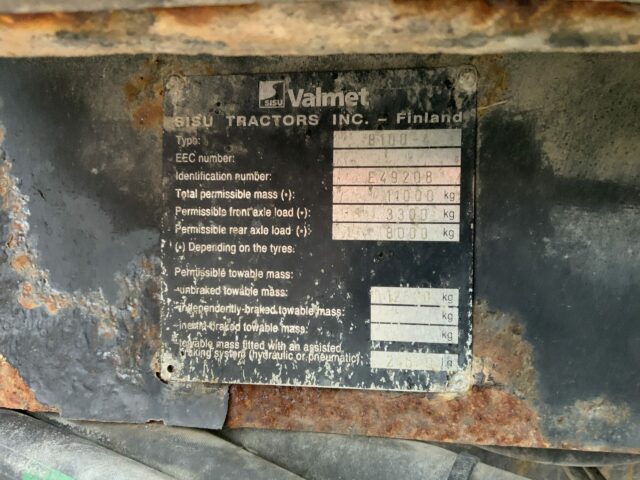 SISU Valmet
SISU TRACTORS INC. - Finland
Type: 8100-4
EEC number:
Identification number: E49208
Total permissible mass (•): 11000 kg
Permissible front axle load (•): 3300 kg
Permissible rear axle load (•): 8000 kg
(•) Depending on the tyres:
Permissible towable mass:
-unbraked towable mass: kg
-independently-braked towable mass: kg
-inertia-braked towable mass: kg
-towable mass fitted with an assisted
braking system (hydraulic or pneumatic):